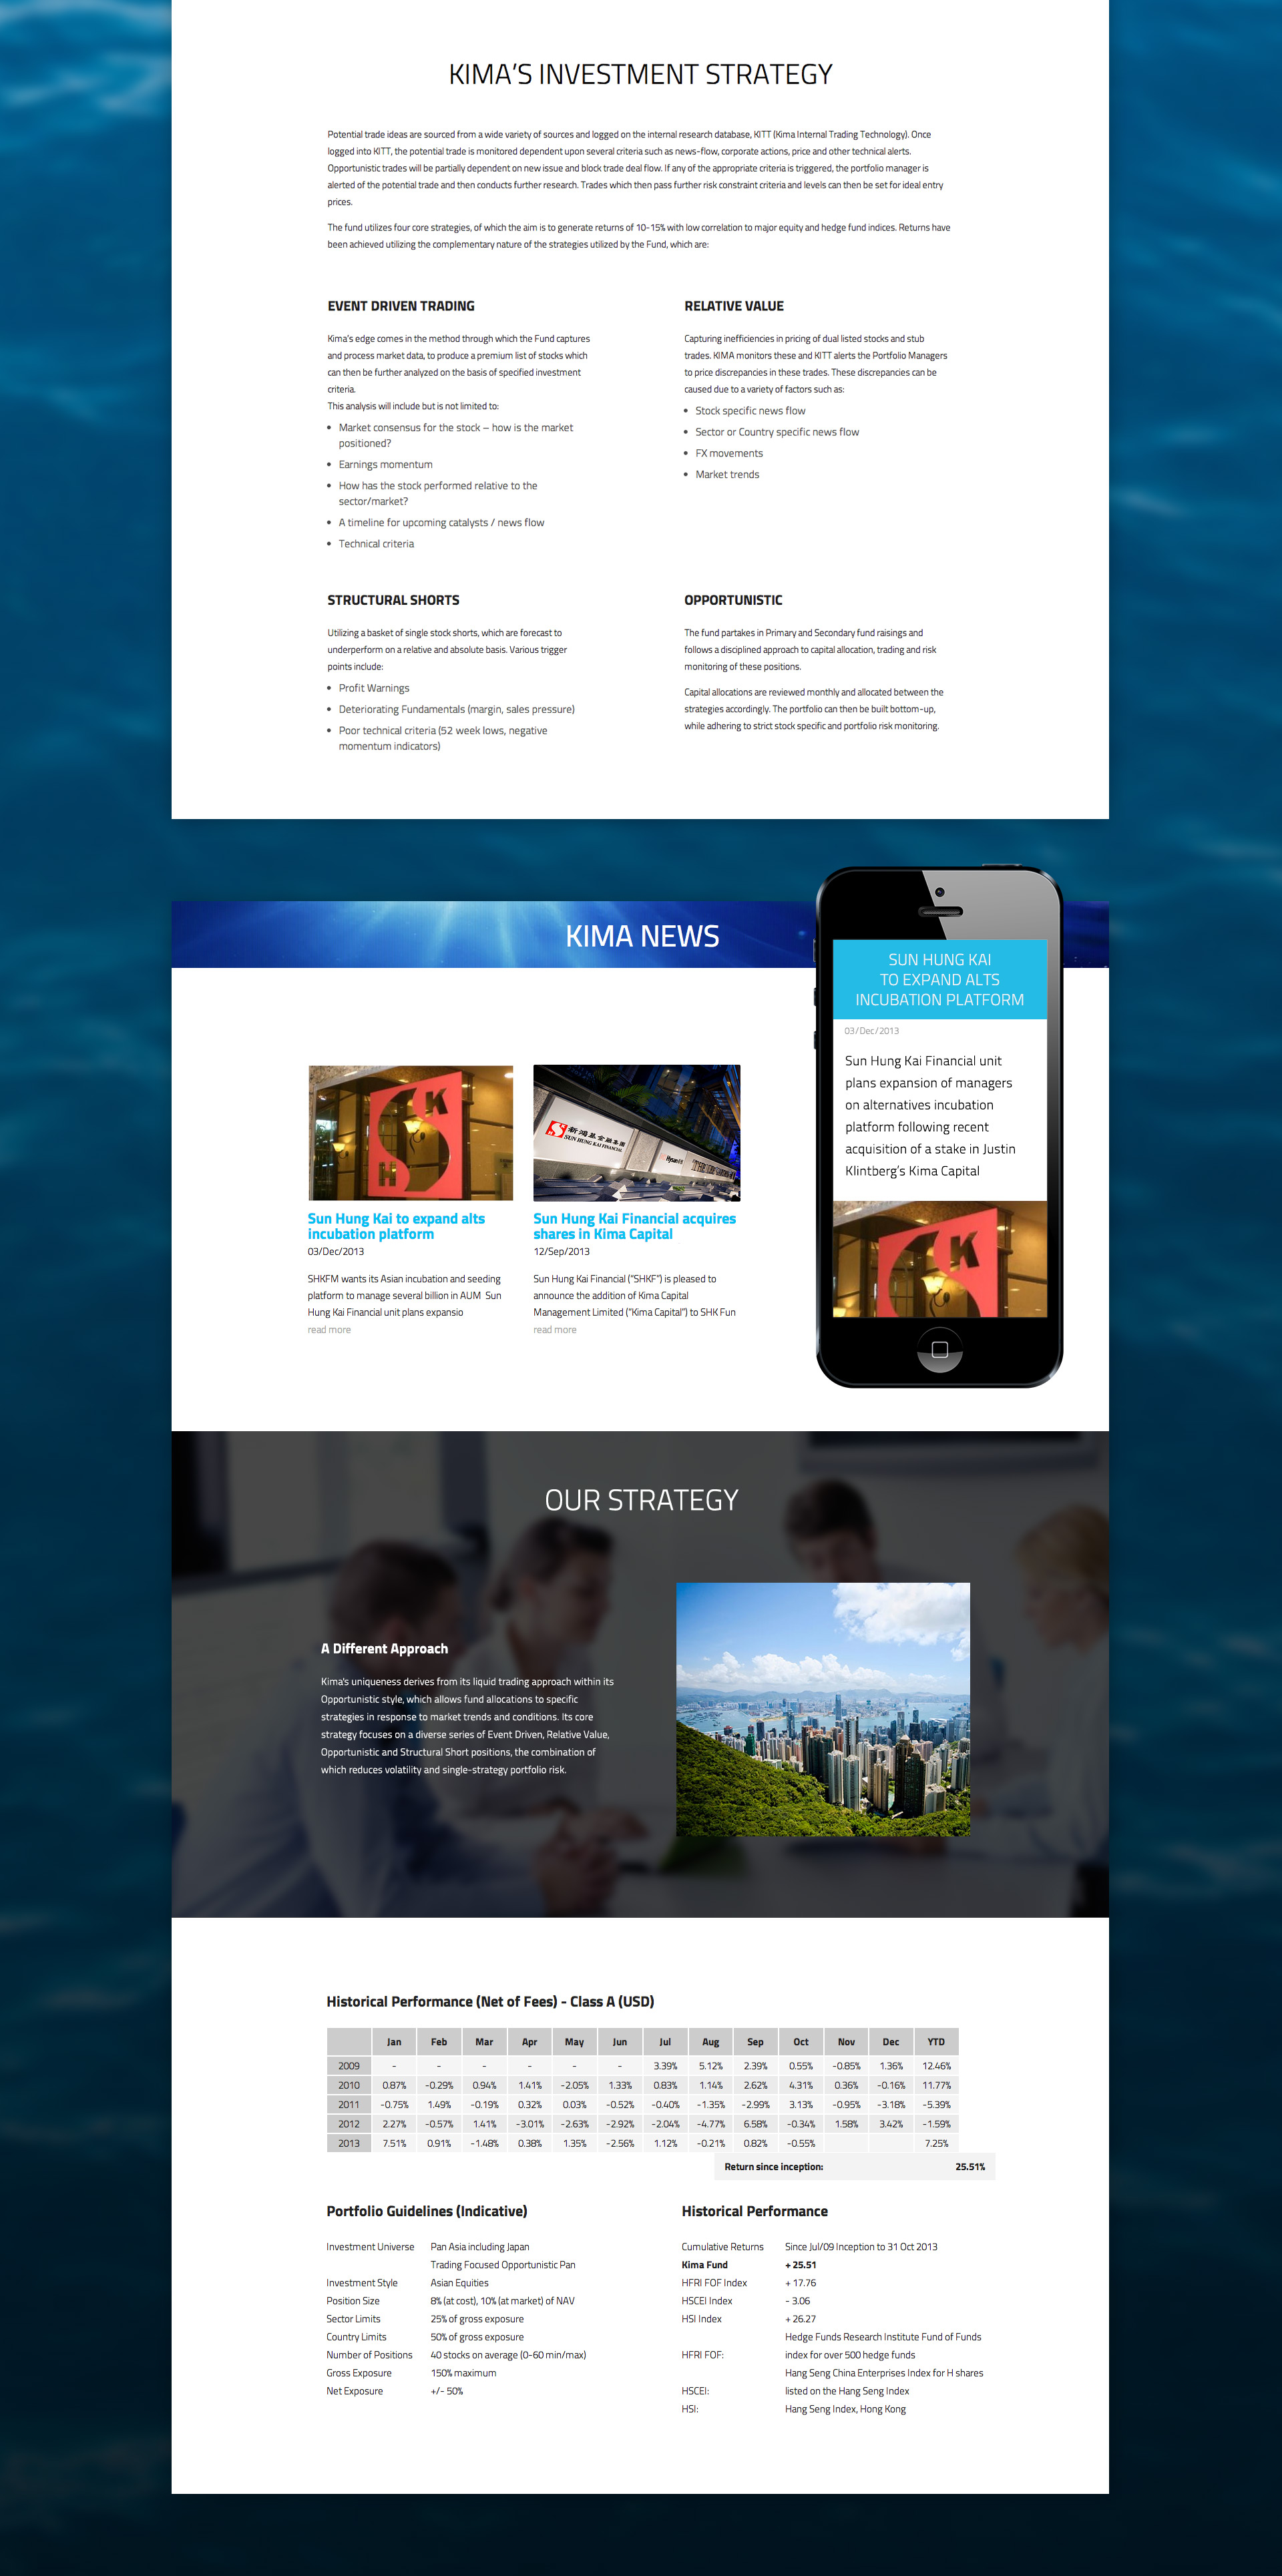 KIMA'S INVESTMENT STRATEGY
Potential trade ideas are sourced from a wide variety of sources and logged on the internal research database, KITT (Kima Internal Trading Technology). Once
logged into KITT, the potential trade is monitored dependent upon several criteria such as news-flow, corporate actions, price and other technical alerts.
Opportunistic trades will be partially dependent on new issue and block trade deal flow. If any of the appropriate criteria is triggered, the portfolio manager is
alerted of the potential trade and then conducts further research. Trades which then pass further risk constraint criteria and levels can then be set for ideal entry
prices.
The fund utilizes four core strategies, of which the aim is to generate returns of 10-15% with low correlation to major equity and hedge fund indices. Returns have
been achieved utilizing the complementary nature of the strategies utilized by the Fund, which are:
EVENT DRIVEN TRADING
Kima's edge comes in the method through which the Fund captures
and process market data, to produce a premium list of stocks which
can then be further analyzed on the basis of specified investment
criteria.
This analysis will include but is not limited to:
• Market consensus for the stock – how is the market
positioned?
• Earnings momentum
• How has the stock performed relative to the
sector/market?
• A timeline for upcoming catalysts / news flow
• Technical criteria
RELATIVE VALUE
Capturing inefficiencies in pricing of dual listed stocks and stub
trades. KIMA monitors these and KITT alerts the Portfolio Managers
to price discrepancies in these trades. These discrepancies can be
caused due to a variety of factors such as:
• Stock specific news flow
• Sector or Country specific news flow
• FX movements
• Market trends
STRUCTURAL SHORTS
Utilizing a basket of single stock shorts, which are forecast to
underperform on a relative and absolute basis. Various trigger
points include:
• Profit Warnings
• Deteriorating Fundamentals (margin, sales pressure)
• Poor technical criteria (52 week lows, negative
momentum indicators)
OPPORTUNISTIC
The fund partakes in Primary and Secondary fund raisings and
follows a disciplined approach to capital allocation, trading and risk
monitoring of these positions.
Capital allocations are reviewed monthly and allocated between the
strategies accordingly. The portfolio can then be built bottom-up,
while adhering to strict stock specific and portfolio risk monitoring.
KIMA NEWS
S K H
Sun Hung Kai to expand alts
incubation platform
03/Dec/2013
SHKFM wants its Asian incubation and seeding
platform to manage several billion in AUM Sun
Hung Kai Financial unit plans expansio
read more
新鴻基金融集團
SUN HUNG KAI FINANCIAL
Sun Hung Kai Financial acquires
shares in Kima Capital
12/Sep/2013
Sun Hung Kai Financial ("SHKF") is pleased to
announce the addition of Kima Capital
Management Limited ("Kima Capital") to SHK Fun
read more
SUN HUNG KAI
TO EXPAND ALTS
INCUBATION PLATFORM
03/Dec/2013
Sun Hung Kai Financial unit
plans expansion of managers
on alternatives incubation
platform following recent
acquisition of a stake in Justin
Klintberg's Kima Capital
K
OUR STRATEGY
A Different Approach
Kima's uniqueness derives from its liquid trading approach within its
Opportunistic style, which allows fund allocations to specific
strategies in response to market trends and conditions. Its core
strategy focuses on a diverse series of Event Driven, Relative Value,
Opportunistic and Structural Short positions, the combination of
which reduces volatility and single-strategy portfolio risk.
Historical Performance (Net of Fees) - Class A (USD)
Jan Feb Mar Apr May Jun Jul Aug Sep Oct Nov Dec YTD
2009 - - - - - - 3.39% 5.12% 2.39% 0.55% -0.85% 1.36% 12.46%
2010 0.87% -0.29% 0.94% 1.41% -2.05% 1.33% 0.83% 1.14% 2.62% 4.31% 0.36% -0.16% 11.77%
2011 -0.75% 1.49% -0.19% 0.32% 0.03% -0.52% -0.40% -1.35% -2.99% 3.13% -0.95% -3.18% -5.39%
2012 2.27% -0.57% 1.41% -3.01% -2.63% -2.92% -2.04% -4.77% 6.58% -0.34% 1.58% 3.42% -1.59%
2013 7.51% 0.91% -1.48% 0.38% 1.35% -2.56% 1.12% -0.21% 0.82% -0.55% 7.25%
Return since inception: 25.51%
Portfolio Guidelines (Indicative)
Investment Universe Pan Asia including Japan
Trading Focused Opportunistic Pan
Investment Style Asian Equities
Position Size 8% (at cost), 10% (at market) of NAV
Sector Limits 25% of gross exposure
Country Limits 50% of gross exposure
Number of Positions 40 stocks on average (0-60 min/max)
Gross Exposure 150% maximum
Net Exposure +/- 50%
Historical Performance
Cumulative Returns Since Jul/09 Inception to 31 Oct 2013
Kima Fund + 25.51
HFRI FOF Index + 17.76
HSCEI Index - 3.06
HSI Index + 26.27
Hedge Funds Research Institute Fund of Funds
HFRI FOF: index for over 500 hedge funds
Hang Seng China Enterprises Index for H shares
HSCEI: listed on the Hang Seng Index
HSI: Hang Seng Index, Hong Kong